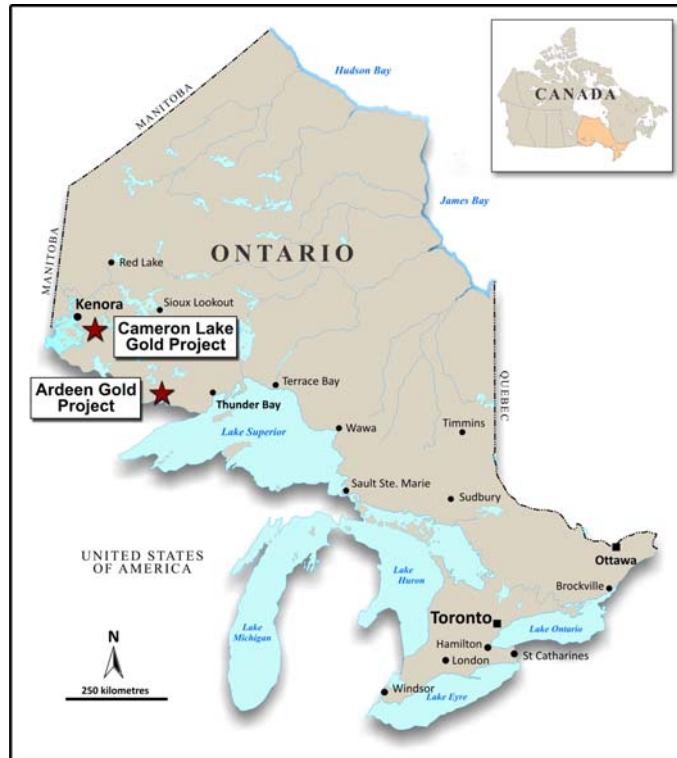 Hudson Bay
MANITOBA
CANADA
James Bay
ONTARIO
MANITOBA
Red Lake
Kenora
Sioux Lookout
Cameron Lake
Gold Project
Ardeen Gold
Project
Terrace Bay
Thunder Bay
QUEBEC
Lake Superior
Wawa
Timmins
Sault Ste. Marie
Sudbury
UNITED STATES
OF AMERICA
Lake
Huron
Ottawa
Brockville
Lake
Michigan
Toronto
Lake Ontario
Hamilton
St Catharines
London
Windsor
Lake Eyre
N
250 kilometres